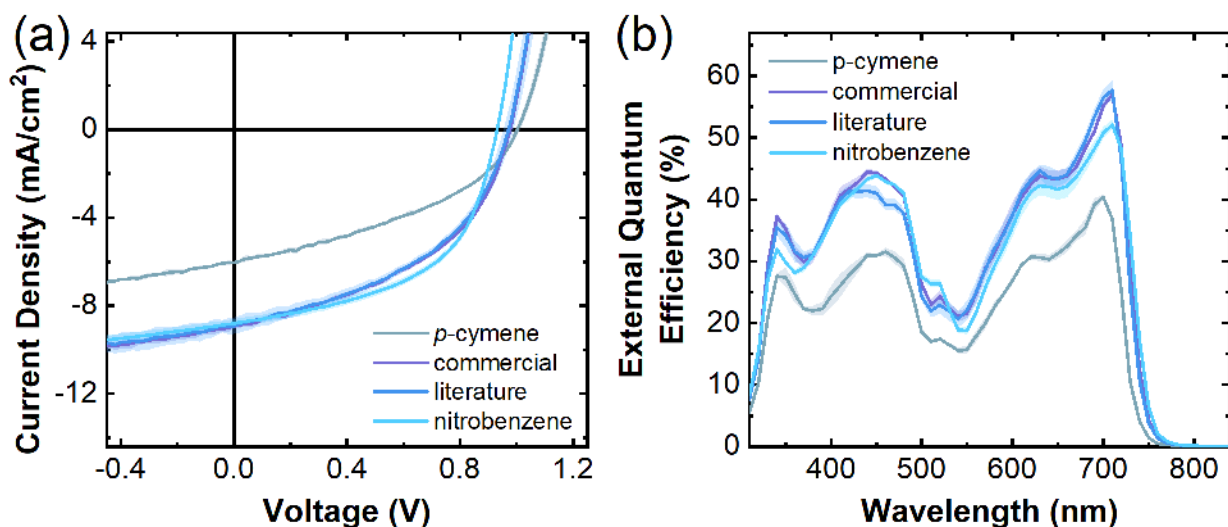 (a)
4
0
-4
-8
-12
-0.4 0.0 0.4 0.8 1.2
Current Density (mA/cm²)
Voltage (V)
p-cymene
commercial
literature
nitrobenzene
(b)
60
50
40
30
20
10
0
400 500 600 700 800
External Quantum
Efficiency (%)
Wavelength (nm)
p-cymene
commercial
literature
nitrobenzene